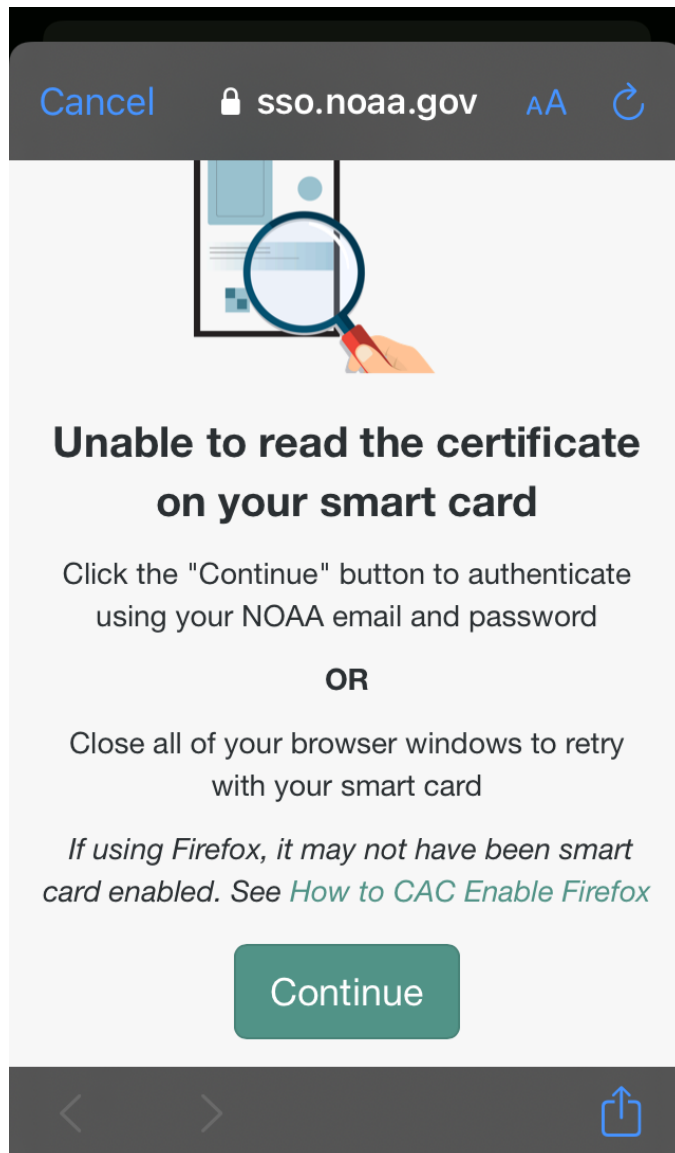 Cancel
sso.noaa.gov
AA
Unable to read the certificate
on your smart card
Click the "Continue" button to authenticate
using your NOAA email and password
OR
Close all of your browser windows to retry
with your smart card
If using Firefox, it may not have been smart
card enabled. See How to CAC Enable Firefox
Continue